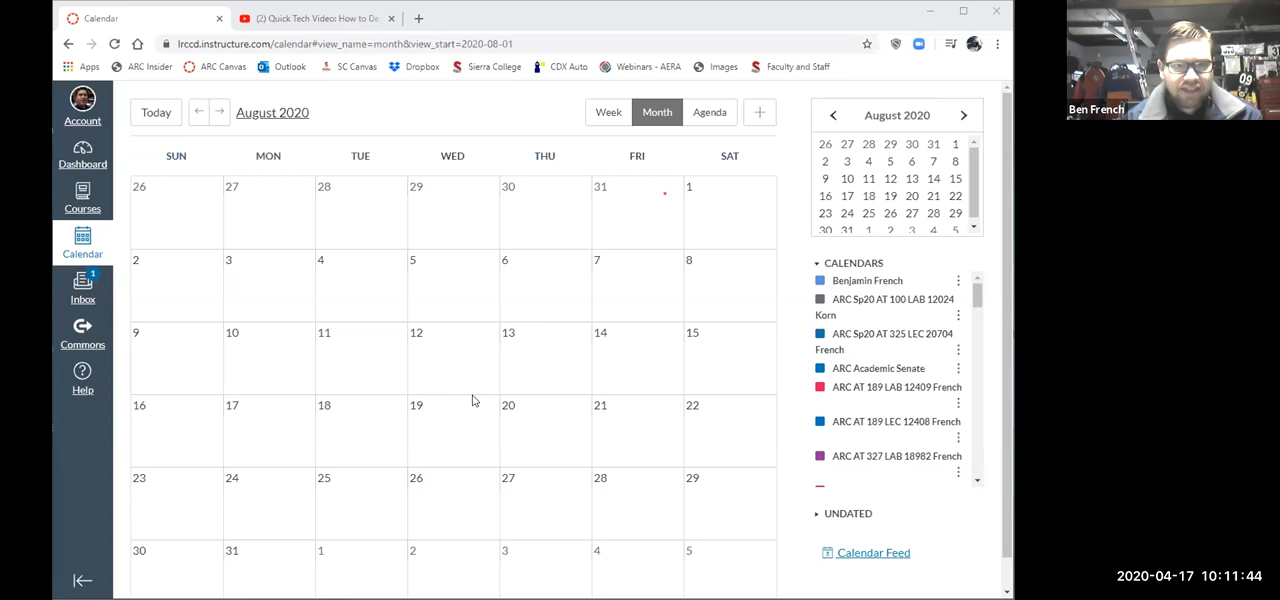 Calendar
(2) Quick Tech Video: How to De
lrccd.instructure.com/calendar#view_name=month&view_start=2020-08-01
Apps ARC Insider ARC Canvas Outlook SC Canvas Dropbox Sierra College CDX Auto Webinars - AERA Images Faculty and Staff
Account
Dashboard
Courses
Calendar
1
Inbox
Commons
Help
Today August 2020 Week Month Agenda
SUN MON TUE WED THU FRI SAT
26 27 28 29 30 31 1
2 3 4 5 6 7 8
9 10 11 12 13 14 15
16 17 18 19 20 21 22
23 24 25 26 27 28 29
30 31 1 2 3 4 5
August 2020
26 27 28 29 30 31 1
2 3 4 5 6 7 8
9 10 11 12 13 14 15
16 17 18 19 20 21 22
23 24 25 26 27 28 29
30 31 1 2 3 4 5
CALENDARS
Benjamin French
ARC Sp20 AT 100 LAB 12024
Korn
ARC Sp20 AT 325 LEC 20704
French
ARC Academic Senate
ARC AT 189 LAB 12409 French
ARC AT 189 LEC 12408 French
ARC AT 327 LAB 18982 French
UNDATED
Calendar Feed
Ben French
09
2020-04-17 10:11:44